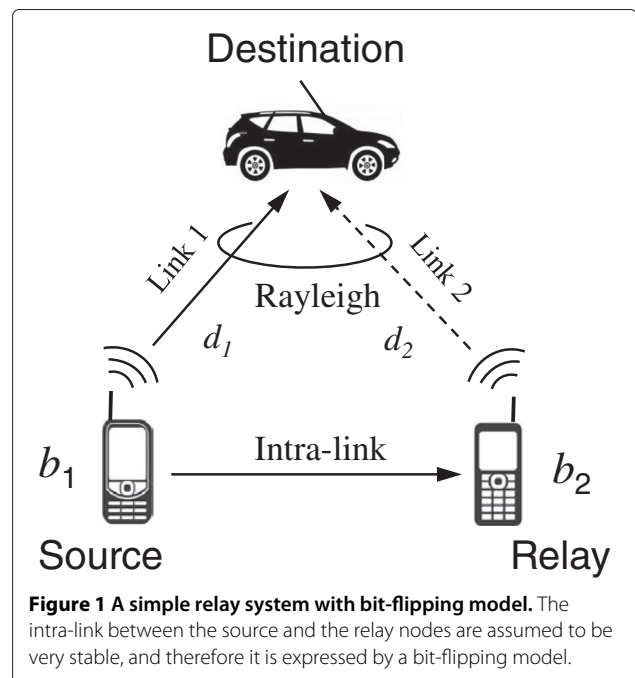 Destination
Link 1
Link 2
Rayleigh
d1
d2
Intra-link
b1
b2
Source
Relay
Figure 1 A simple relay system with bit-flipping model. The
intra-link between the source and the relay nodes are assumed to be
very stable, and therefore it is expressed by a bit-flipping model.